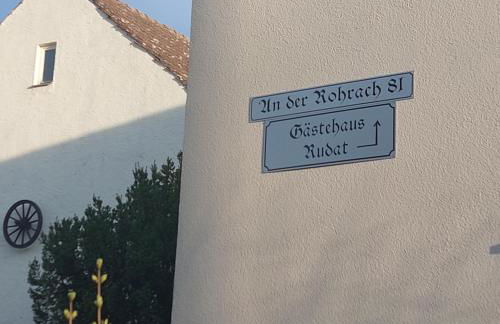 An der Rohrach 81
Gästehaus
Rudat